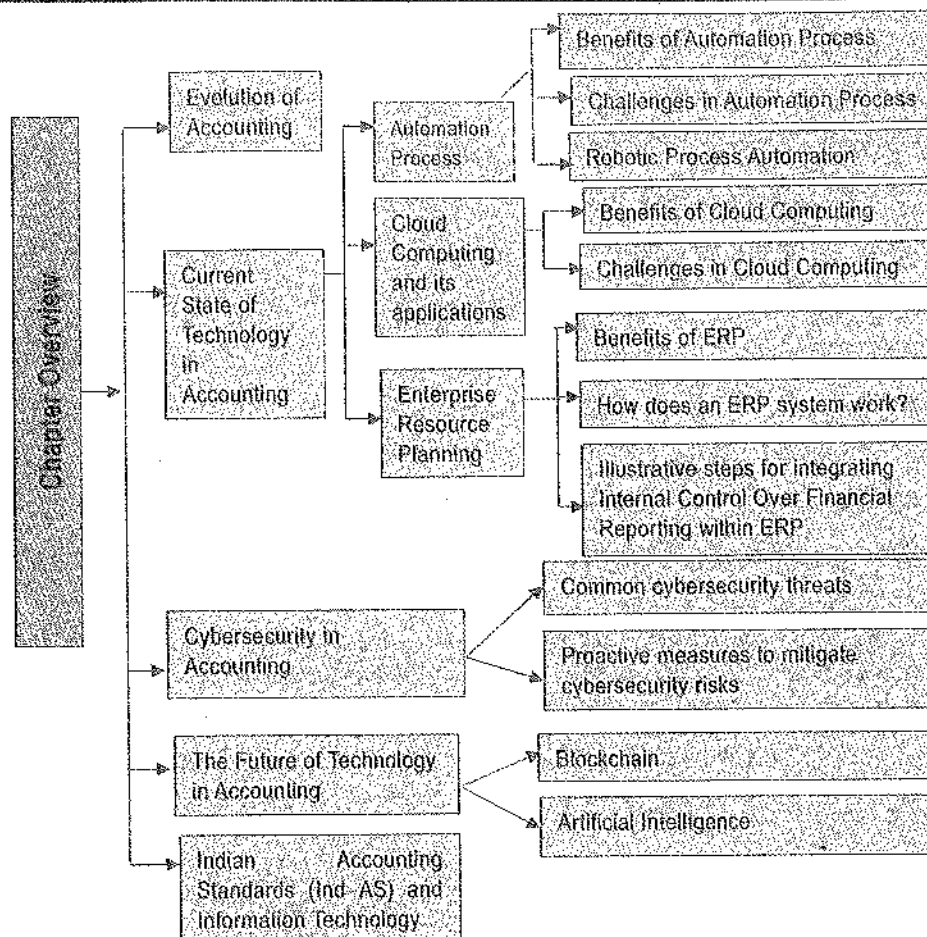 Chapter Overview
Evolution of
Accounting
Current
State of
Technology
in
Accounting
Automation
Process
Benefits of Automation Process
Challenges in Automation Process
Robotic Process Automation
Cloud
Computing
and its
applications
Benefits of Cloud Computing
Challenges in Cloud Computing
Enterprise
Resource
Planning
Benefits of ERP
How does an ERP system work?
Illustrative steps for integrating
Internal Control Over Financial
Reporting within ERP
Cybersecurity in
Accounting
Common cybersecurity threats
Proactive measures to mitigate
cybersecurity risks
The Future of Technology
in Accounting
Blockchain
Artificial Intelligence
Indian Accounting
Standards (Ind AS) and
Information Technology